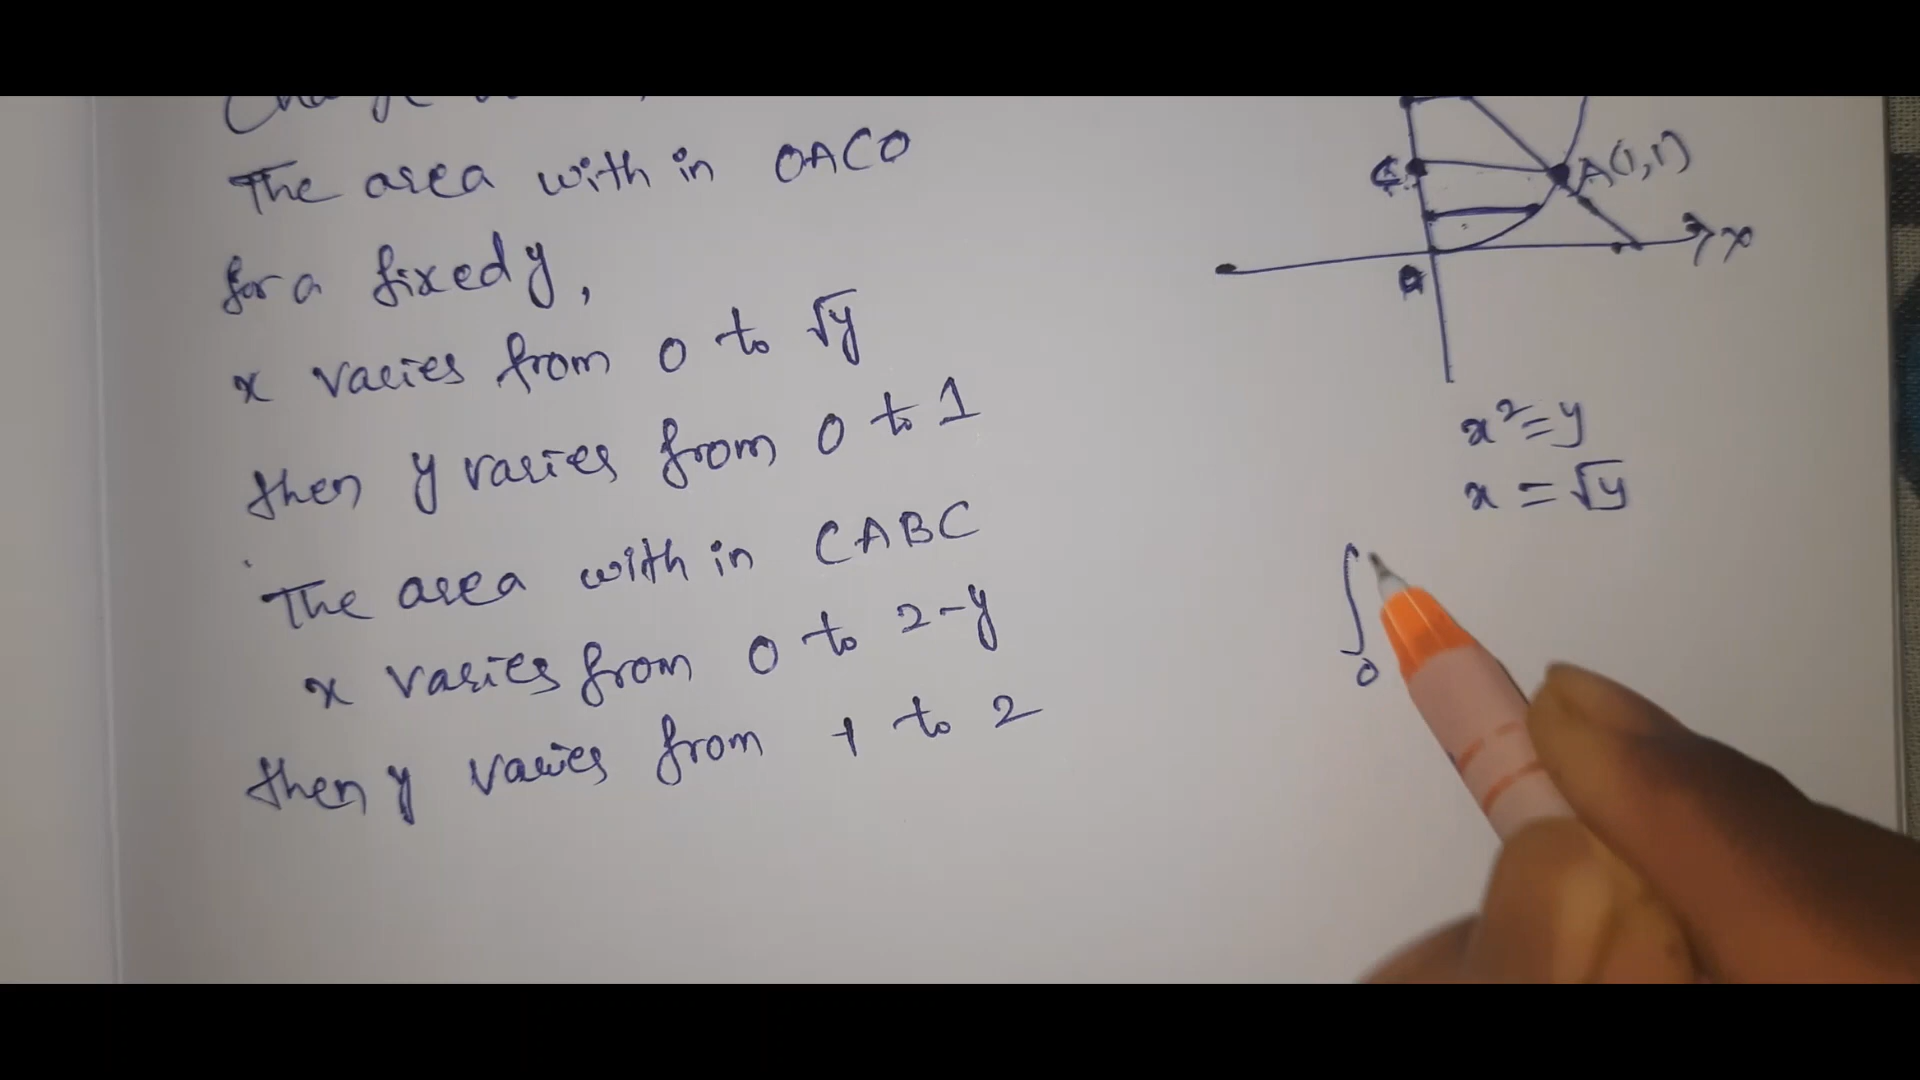 The area with in OACO
for a fixed y,
x varies from 0 to √y
then y varies from 0 to 1
The area with in CABC
x varies from 0 to 2-y
then y varies from 1 to 2
C
A(1,1)
x
x²=y
x=√y
∫
0